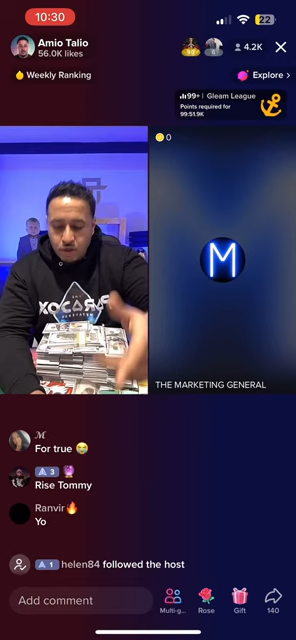 10:30
22
Amio Talio
56.0K likes
4.2K
Weekly Ranking
Explore >
99+ | Gleam League
Points required for
99:51.9K
0
M
THE MARKETING GENERAL
ℳ
For true 😭
3
Rise Tommy
Ranvir🔥
Yo
1 helen84 followed the host
Add comment
Multi-g...
Rose
Gift
140